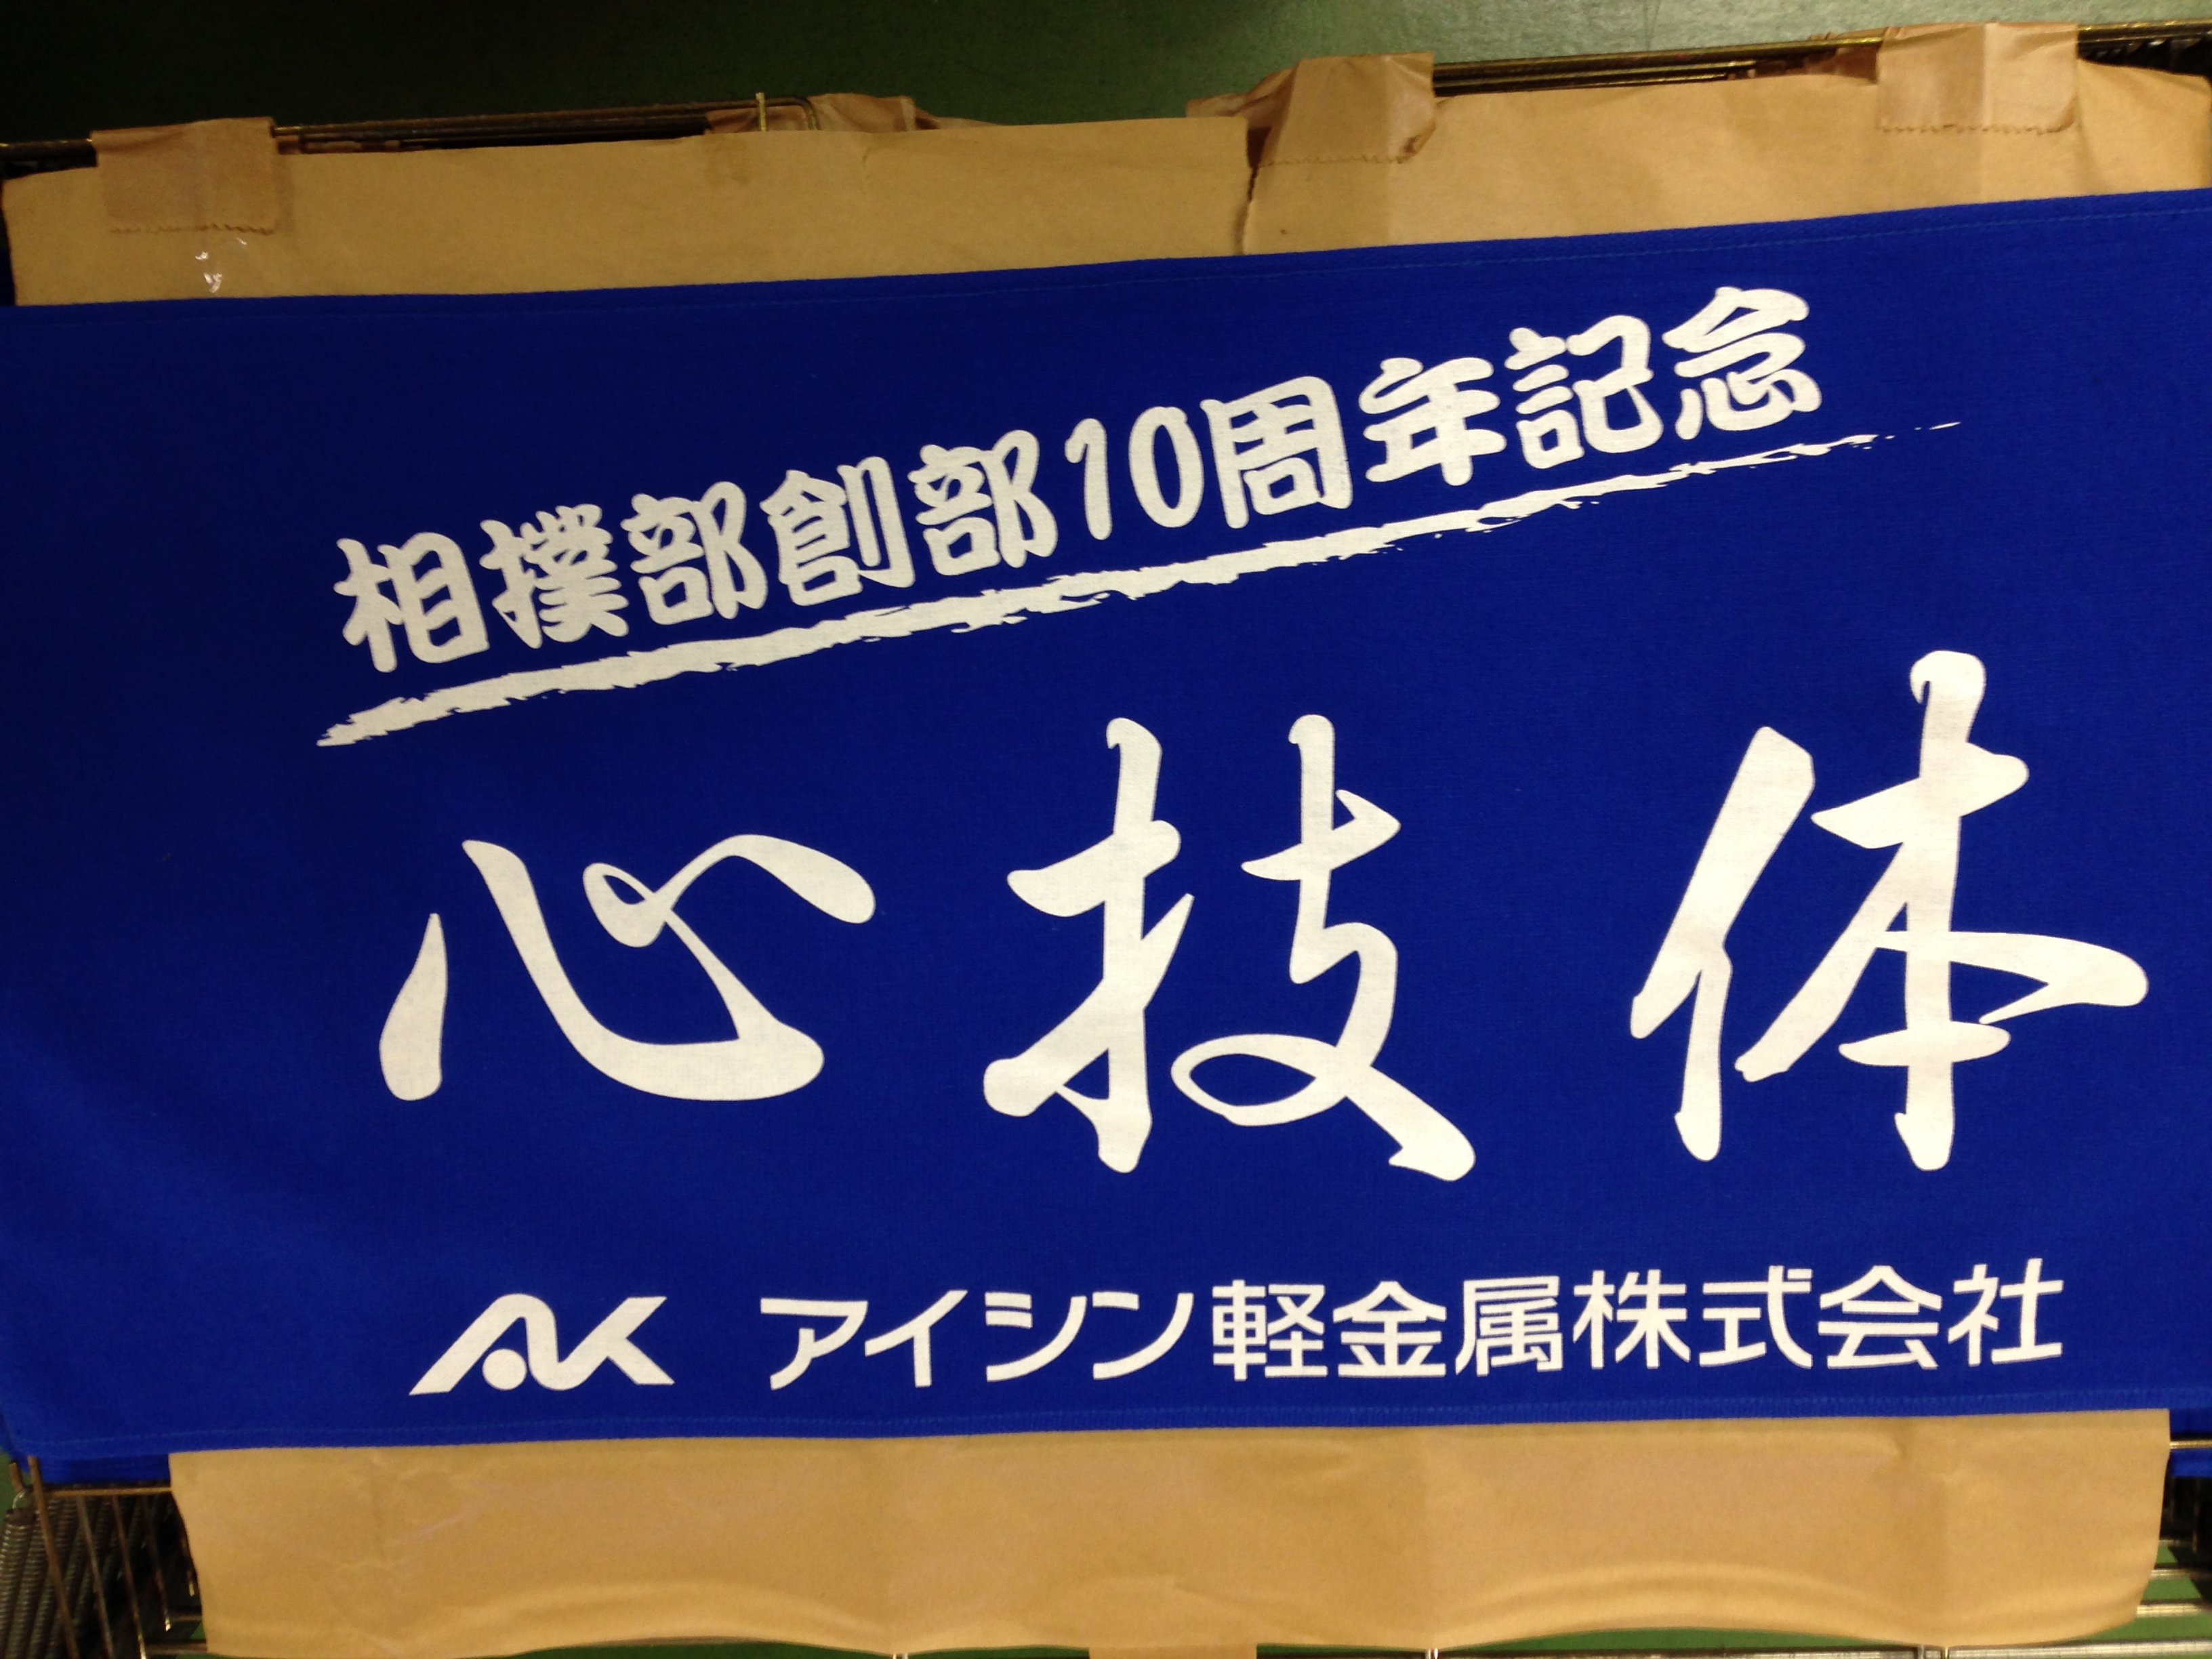 相撲部創部10周年記念
心技体
AK アイシン軽金属株式会社